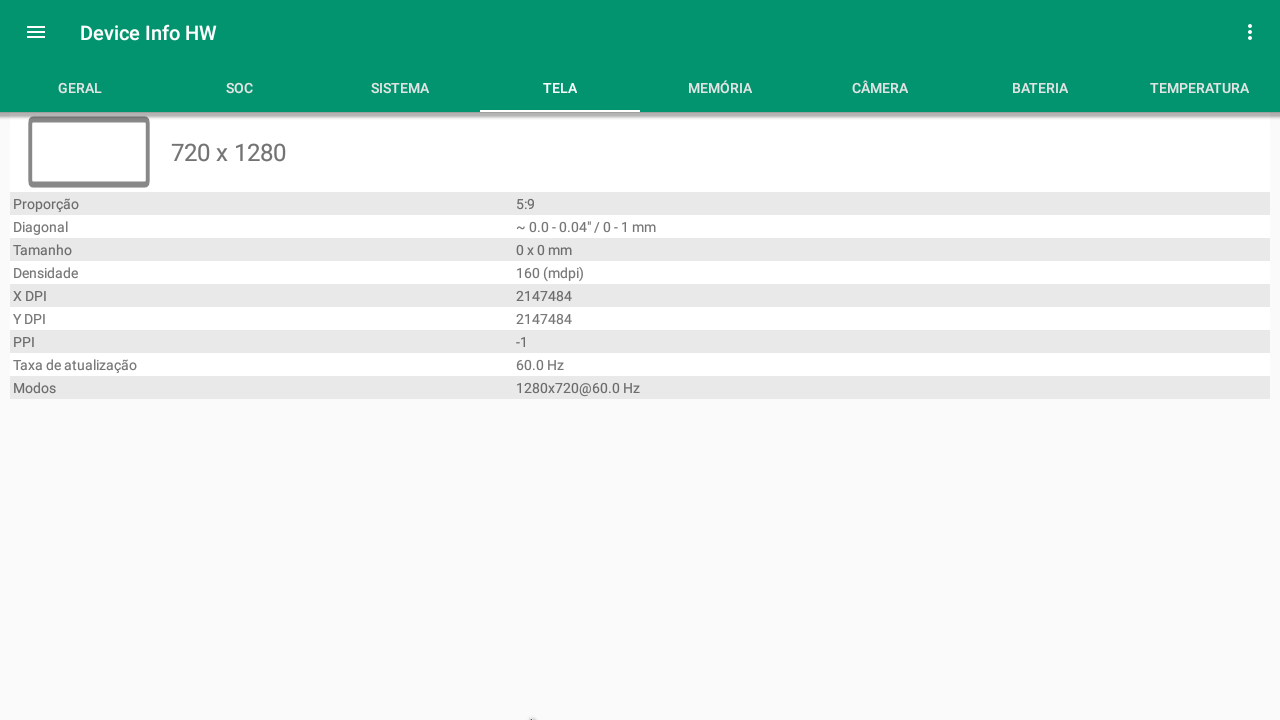 Device Info HW
GERAL SOC SISTEMA TELA MEMÓRIA CÂMERA BATERIA TEMPERATURA
720 x 1280
Proporção 5:9
Diagonal ~ 0.0 - 0.04" / 0 - 1 mm
Tamanho 0 x 0 mm
Densidade 160 (mdpi)
X DPI 2147484
Y DPI 2147484
PPI -1
Taxa de atualização 60.0 Hz
Modos 1280x720@60.0 Hz